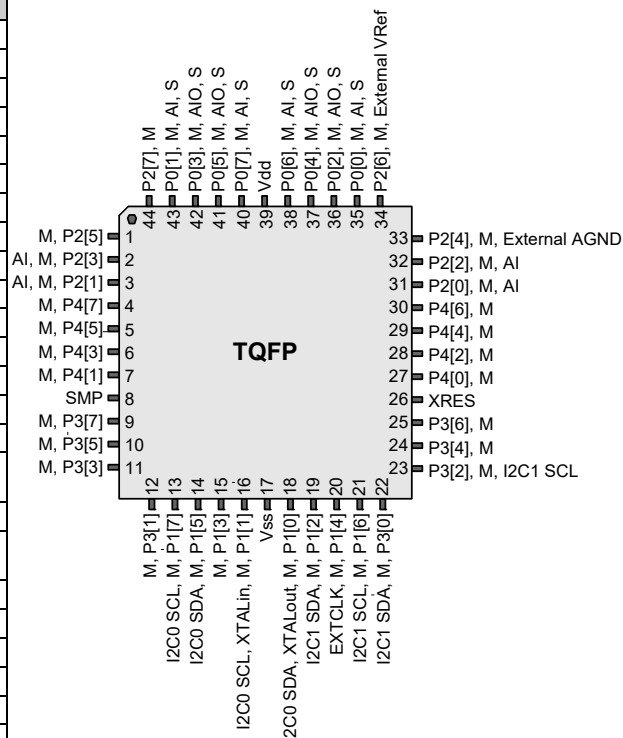 P2[7], M
P0[1], M, AI, S
P0[3], M, AIO, S
P0[5], M, AIO, S
P0[7], M, AI, S
Vdd
P0[6], M, AI, S
P0[4], M, AIO, S
P0[2], M, AIO, S
P0[0], M, AI, S
P2[6], M, External VRef
44
43
42
41
40
39
38
37
36
35
34
M, P2[5] 1
AI, M, P2[3] 2
AI, M, P2[1] 3
M, P4[7] 4
M, P4[5] 5
M, P4[3] 6
M, P4[1] 7
SMP 8
M, P3[7] 9
M, P3[5] 10
M, P3[3] 11
TQFP
33 P2[4], M, External AGND
32 P2[2], M, AI
31 P2[0], M, AI
30 P4[6], M
29 P4[4], M
28 P4[2], M
27 P4[0], M
26 XRES
25 P3[6], M
24 P3[4], M
23 P3[2], M, I2C1 SCL
12
13
14
15
16
17
18
19
20
21
22
M, P3[1]
I2C0 SCL, M, P1[7]
I2C0 SDA, M, P1[5]
M, P1[3]
I2C0 SCL, XTALin, M, P1[1]
Vss
2C0 SDA, XTALout, M, P1[0]
I2C1 SDA, M, P1[2]
EXTCLK, M, P1[4]
I2C1 SCL, M, P1[6]
I2C1 SDA, M, P3[0]